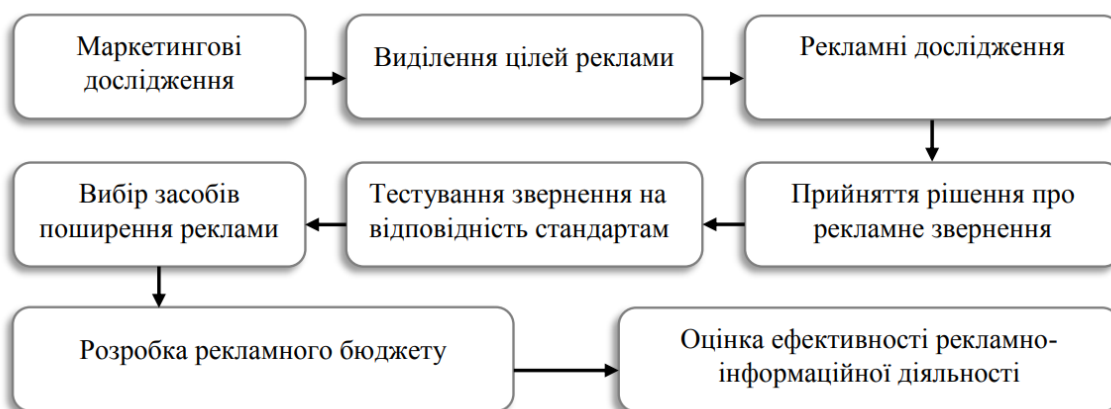 Маркетингові
дослідження
Виділення цілей реклами
Рекламні дослідження
Прийняття рішення про
рекламне звернення
Тестування звернення на
відповідність стандартам
Вибір засобів
поширення реклами
Розробка рекламного бюджету
Оцінка ефективності рекламно-
інформаційної діяльності